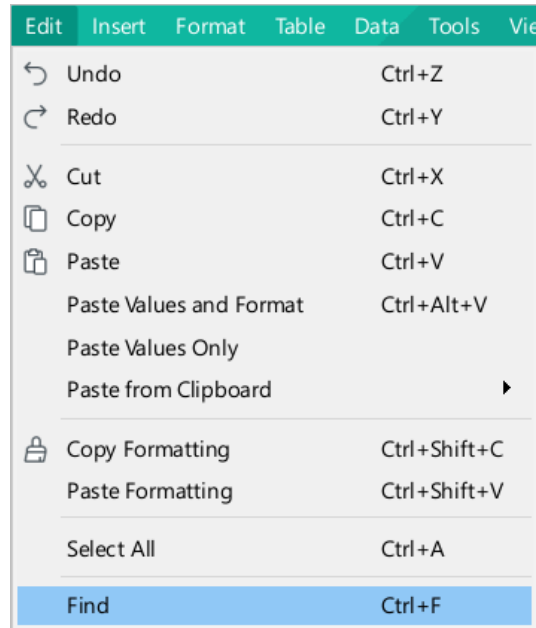 Edit Insert Format Table Data Tools
Undo Ctrl+Z
Redo Ctrl+Y
Cut Ctrl+X
Copy Ctrl+C
Paste Ctrl+V
Paste Values and Format Ctrl+Alt+V
Paste Values Only
Paste from Clipboard
Copy Formatting Ctrl+Shift+C
Paste Formatting Ctrl+Shift+V
Select All Ctrl+A
Find Ctrl+F